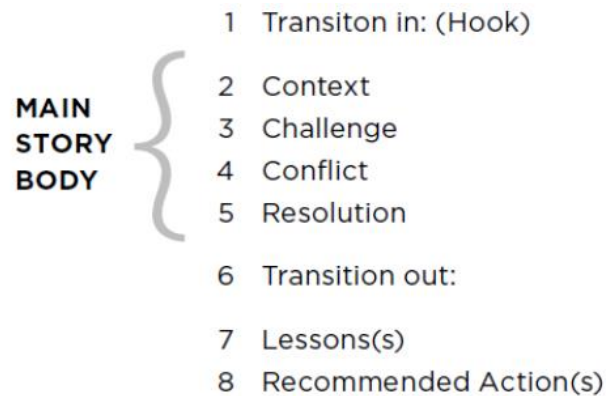 1 Transiton in: (Hook)
MAIN
STORY
BODY
2 Context
3 Challenge
4 Conflict
5 Resolution
6 Transition out:
7 Lessons(s)
8 Recommended Action(s)